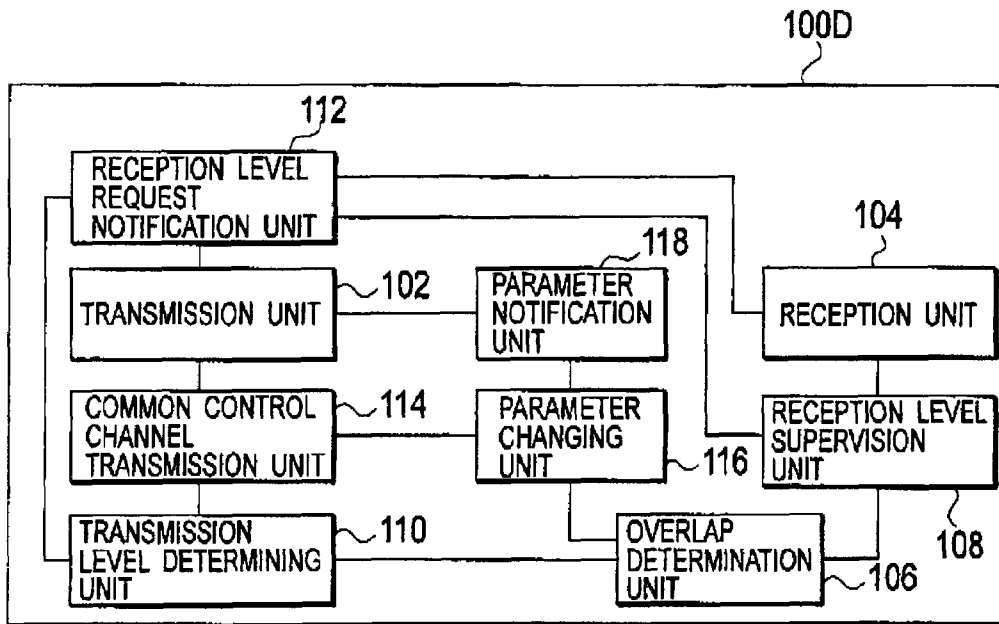 100D
112
RECEPTION LEVEL
REQUEST
NOTIFICATION UNIT
104
RECEPTION UNIT
102
TRANSMISSION UNIT
118
PARAMETER
NOTIFICATION
UNIT
COMMON CONTROL
CHANNEL
TRANSMISSION UNIT
114
PARAMETER
CHANGING
UNIT
116
RECEPTION LEVEL
SUPERVISION
UNIT
108
TRANSMISSION
LEVEL DETERMINING
UNIT
110
OVERLAP
DETERMINATION
UNIT
106